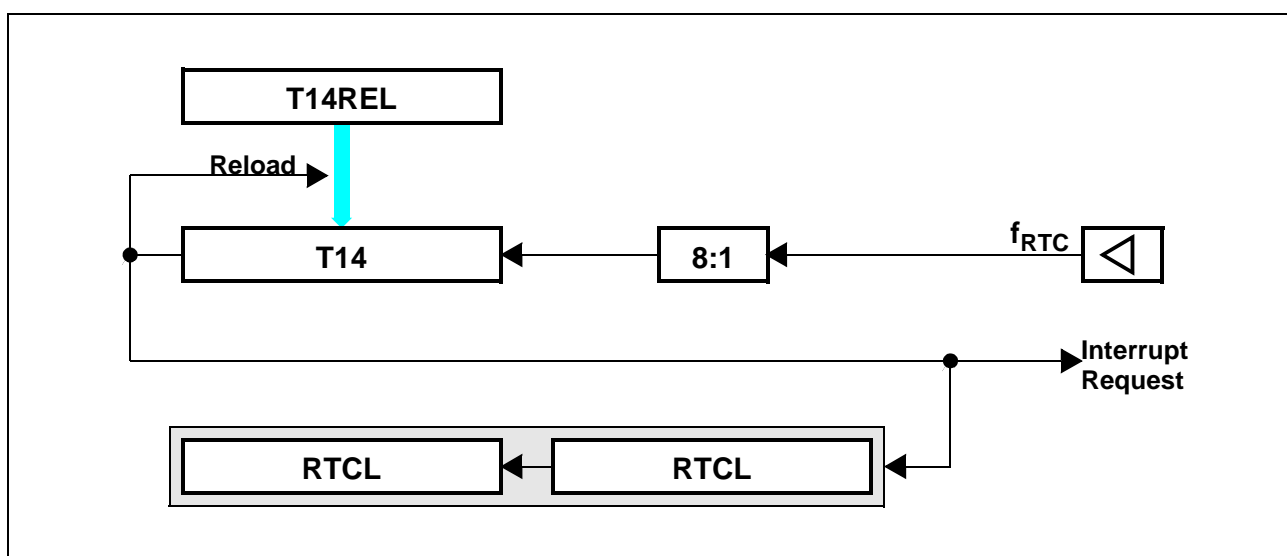 T14REL
Reload
T14
8:1
fRTC
Interrupt
Request
RTCL
RTCL